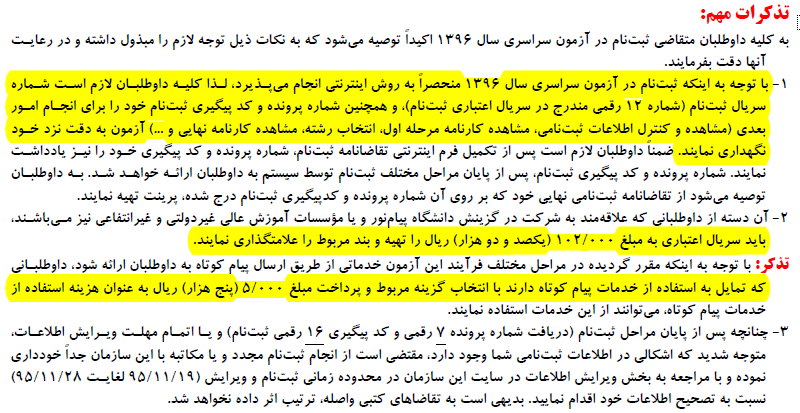 تذکرات مهم:
به کلیه داوطلبان متقاضی ثبت‌نام در آزمون سراسری سال ۱۳۹۶ اکیداً توصیه می‌شود که به نکات ذیل توجه لازم را مبذول داشته و در رعایت
آنها دقت بفرمایند.
۱- با توجه به اینکه ثبت‌نام در آزمون سراسری سال ۱۳۹۶ منحصراً به روش اینترنتی انجام می‌پذیرد، لذا کلیه داوطلبان لازم است شماره
سریال ثبت‌نام (شماره ۱۲ رقمی مندرج در سریال اعتباری ثبت‌نام)، و همچنین شماره پرونده و کد پیگیری ثبت‌نام خود را برای انجام امور
بعدی (مشاهده و کنترل اطلاعات ثبت‌نامی، مشاهده کارنامه مرحله اول، انتخاب رشته، مشاهده کارنامه نهایی و ...) آزمون به دقت نزد خود
نگهداری نمایند. ضمناً داوطلبان لازم است پس از تکمیل فرم اینترنتی تقاضانامه ثبت‌نام، شماره پرونده و کد پیگیری خود را نیز یادداشت
نمایند. شماره پرونده و کد پیگیری ثبت‌نام، پس از پایان مراحل مختلف ثبت‌نام توسط سیستم به داوطلبان ارائه خواهد شد. به داوطلبان
توصیه می‌شود از تقاضانامه ثبت‌نامی نهایی خود که بر روی آن شماره پرونده و کدپیگیری ثبت‌نام درج شده، پرینت تهیه نمایند.
۲- آن دسته از داوطلبانی که علاقه‌مند به شرکت در گزینش دانشگاه پیام‌نور و یا مؤسسات آموزش عالی غیردولتی و غیرانتفاعی نیز می‌باشند،
باید سریال اعتباری به مبلغ ۱۰۲/۰۰۰ (یکصد و دو هزار) ریال را تهیه و بند مربوط را علامتگذاری نمایند.
تذکر: با توجه به اینکه مقرر گردیده در مراحل مختلف فرآیند این آزمون خدماتی از طریق ارسال پیام کوتاه به داوطلبان ارائه شود، داوطلبانی
که تمایل به استفاده از خدمات پیام کوتاه دارند با انتخاب گزینه مربوط و پرداخت مبلغ ۵/۰۰۰ (پنج هزار) ریال به عنوان هزینه استفاده از
خدمات پیام کوتاه، می‌توانند از این خدمات استفاده نمایند.
۳- چنانچه پس از پایان مراحل ثبت‌نام (دریافت شماره پرونده ۷ رقمی و کد پیگیری ۱۶ رقمی ثبت‌نام) و یا اتمام مهلت ویرایش اطلاعات،
متوجه شدید که اشکالی در اطلاعات ثبت‌نامی شما وجود دارد، مقتضی است از انجام ثبت‌نام مجدد و یا مکاتبه با این سازمان جداً خودداری
نموده و با مراجعه به بخش ویرایش اطلاعات در سایت این سازمان در محدوده زمانی ثبت‌نام و ویرایش (۹۵/۱۱/۱۹ لغایت ۹۵/۱۱/۲۸)
نسبت به تصحیح اطلاعات خود اقدام نمایید. بدیهی است به تقاضاهای کتبی واصله، ترتیب اثر داده نخواهد شد.